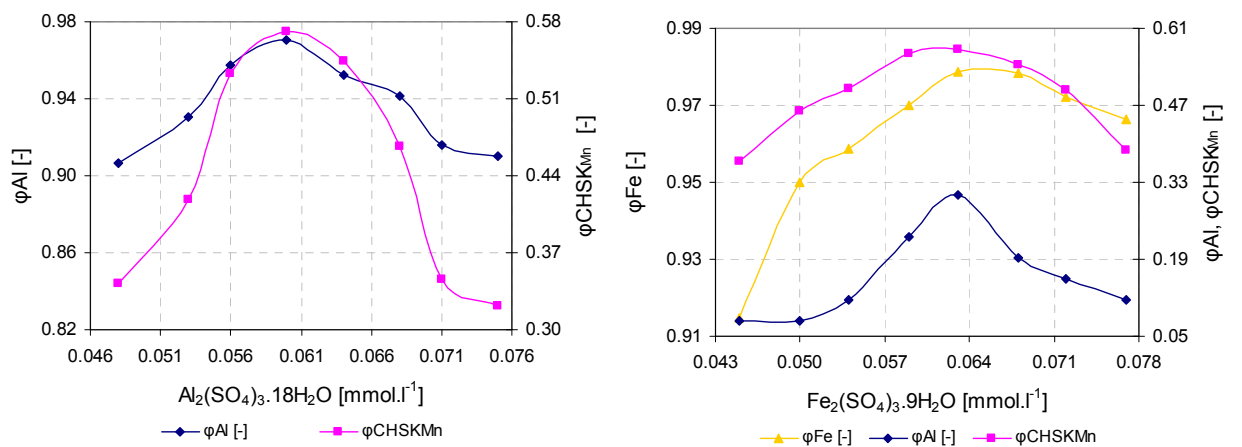 0.98
0.94
0.90
0.86
0.82
φAl [-]
0.58
0.51
0.44
0.37
0.30
φCHSKMn [-]
0.046 0.051 0.056 0.061 0.066 0.071 0.076
Al2(SO4)3.18H2O [mmol.l-1]
φAl [-] φCHSKMn
0.99
0.97
0.95
0.93
0.91
φFe [-]
0.61
0.47
0.33
0.19
0.05
φAl, φCHSKMn [-]
0.043 0.050 0.057 0.064 0.071 0.078
Fe2(SO4)3.9H2O [mmol.l-1]
φFe [-] φAl [-] φCHSKMn